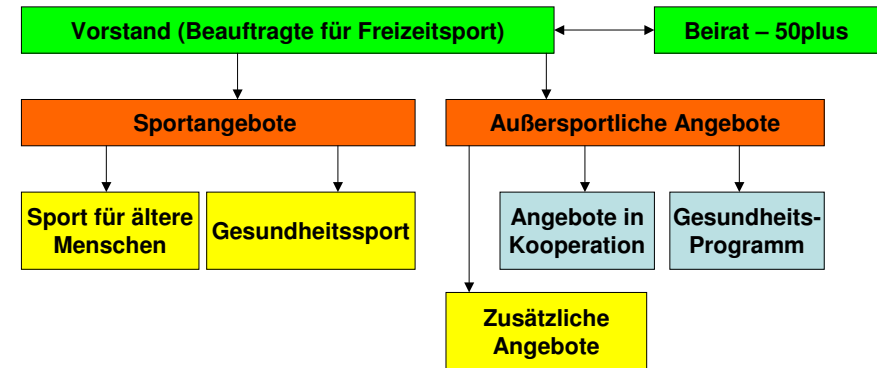 Vorstand (Beauftragte für Freizeitsport)
Beirat – 50plus
Sportangebote
Außersportliche Angebote
Sport für ältere
Menschen
Gesundheitssport
Angebote in
Kooperation
Gesundheits-
Programm
Zusätzliche
Angebote